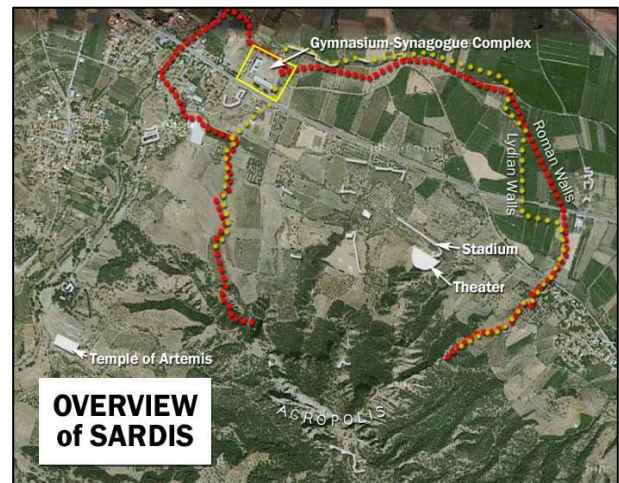 Gymnasium-Synagogue Complex
Roman Walls
Lydian Walls
Stadium
Theater
Temple of Artemis
ACROPOLIS
OVERVIEW
of SARDIS